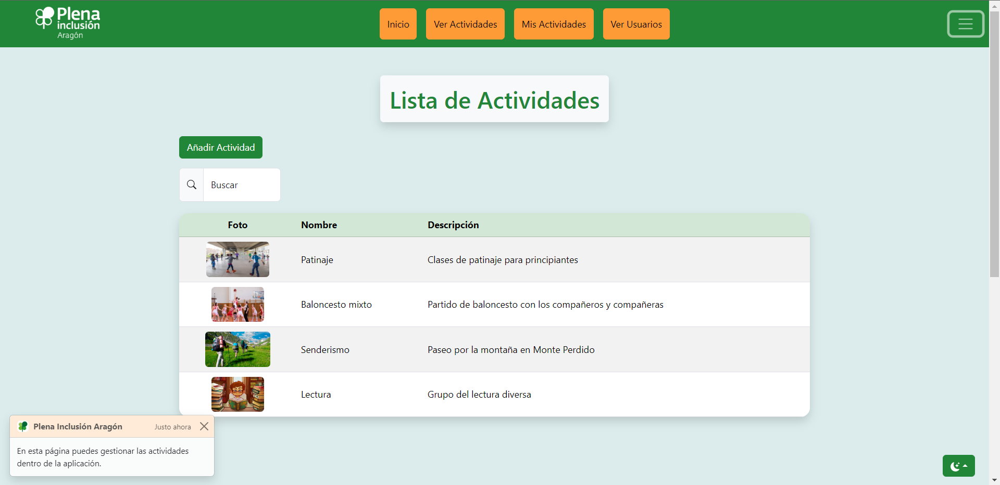 Plena
inclusión
Aragón
Inicio
Ver Actividades
Mis Actividades
Ver Usuarios
Lista de Actividades
Añadir Actividad
Buscar
Foto Nombre Descripción
Patinaje Clases de patinaje para principiantes
Baloncesto mixto Partido de baloncesto con los compañeros y compañeras
Senderismo Paseo por la montaña en Monte Perdido
Lectura Grupo del lectura diversa
Plena Inclusión Aragón Justo ahora
En esta página puedes gestionar las actividades
dentro de la aplicación.